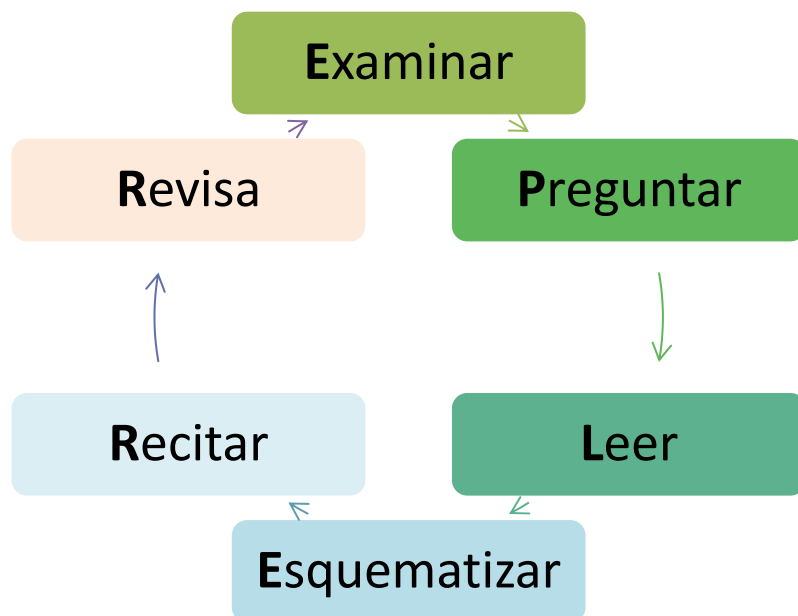 Examinar
Preguntar
Leer
Esquematizar
Recitar
Revisa